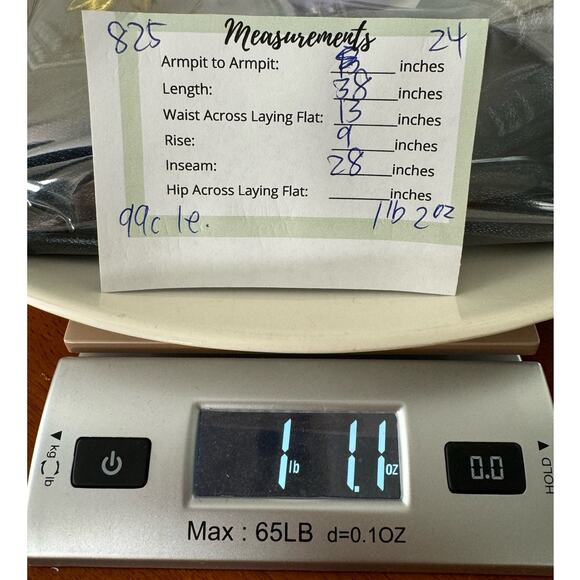 825 Measurements 24
Armpit to Armpit: inches
Length: 38 inches
Waist Across Laying Flat: 13 inches
Rise: 9 inches
Inseam: 28 inches
Hip Across Laying Flat: inches
99c le. 1 lb 2 oz
1 lb 1.1 oz
kg lb
0.0
HOLD
Max : 65LB d=0.1OZ